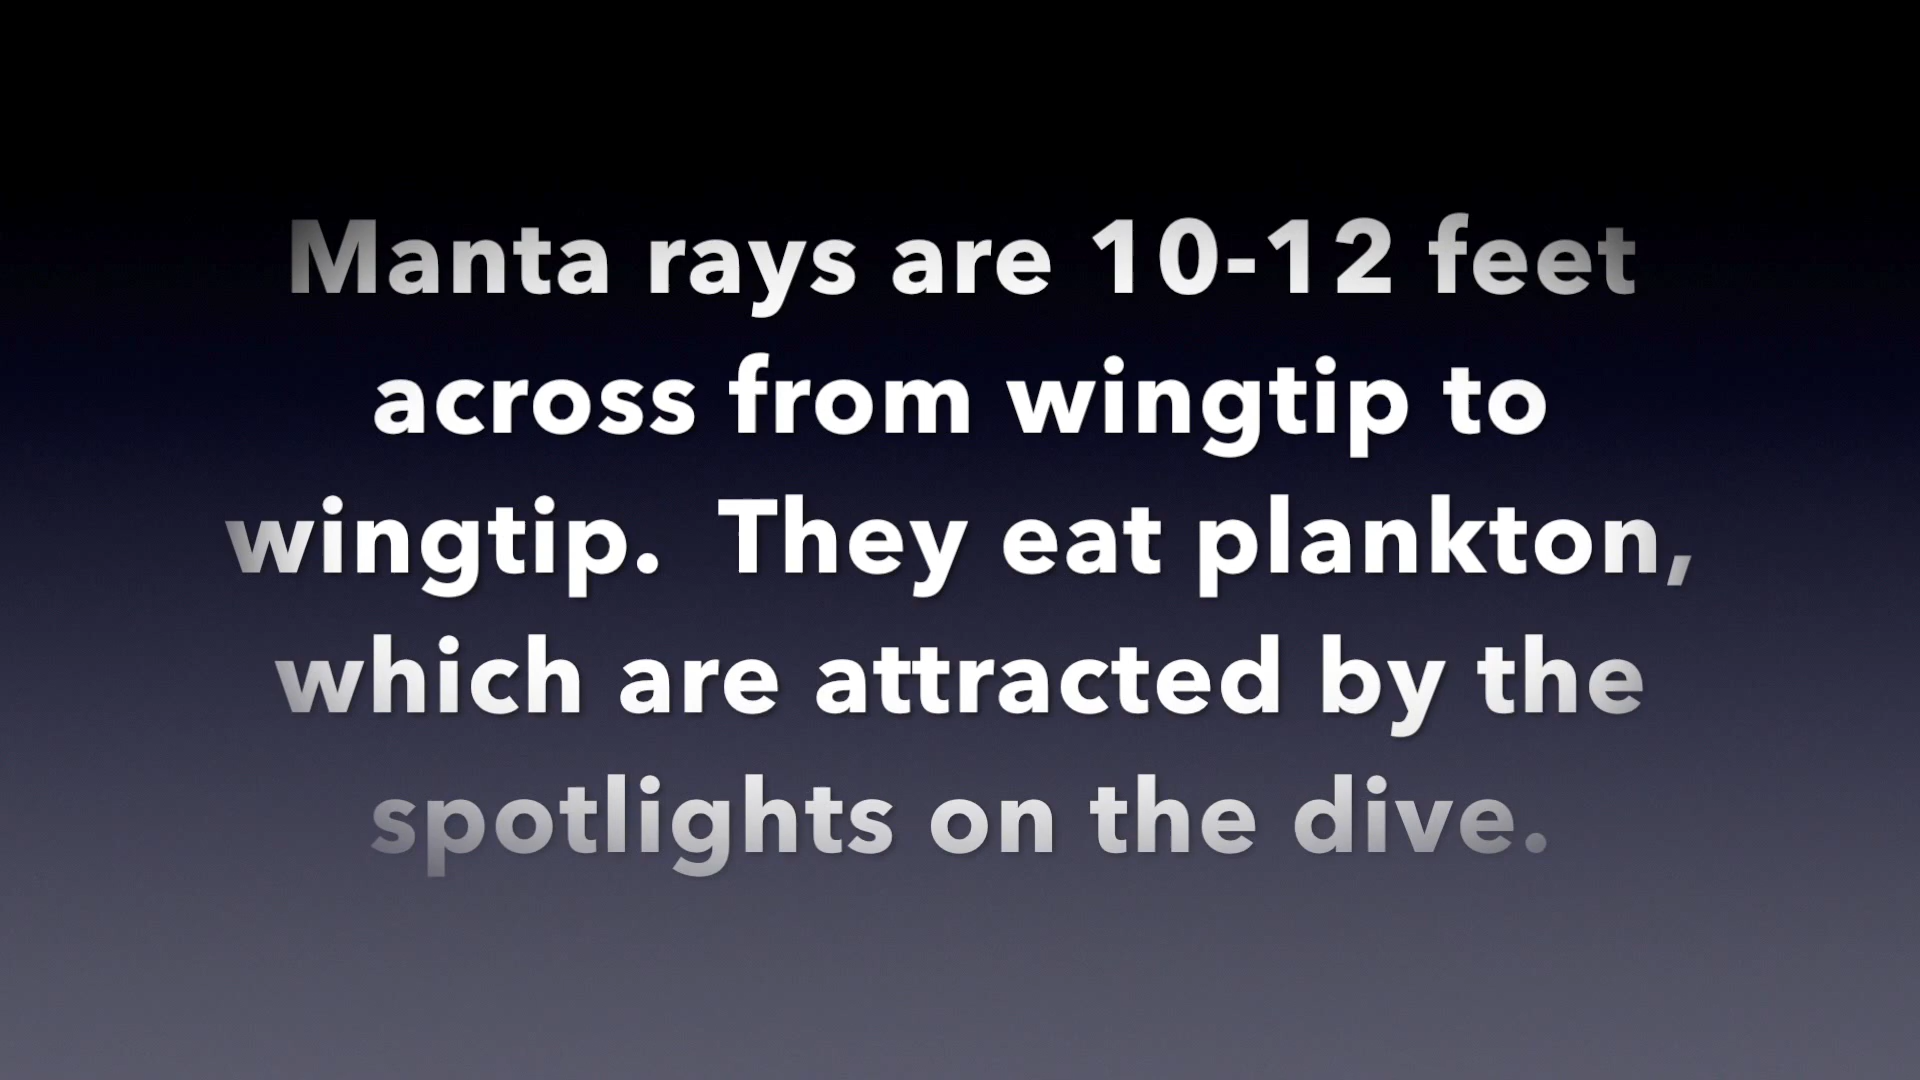 Manta rays are 10-12 feet
across from wingtip to
wingtip.  They eat plankton,
which are attracted by the
spotlights on the dive.